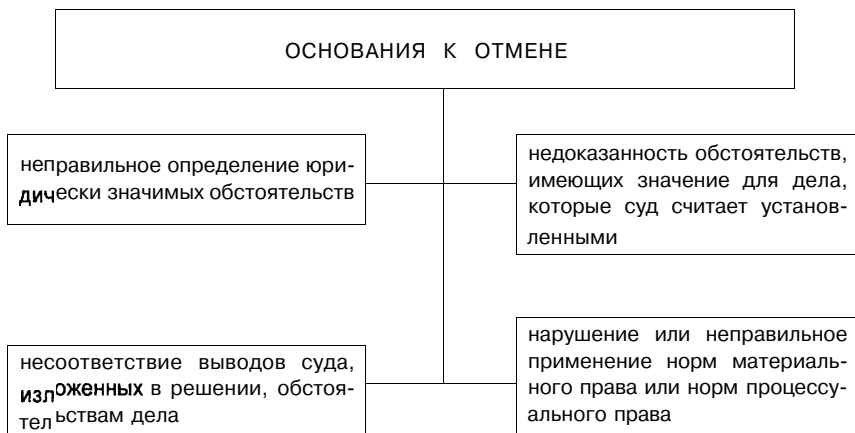 ОСНОВАНИЯ К ОТМЕНЕ
неправильное определение юри-
дически значимых обстоятельств
недоказанность обстоятельств,
имеющих значение для дела,
которые суд считает установ-
ленными
несоответствие выводов суда,
изложенных в решении, обстоя-
тельствам дела
нарушение или неправильное
применение норм материаль-
ного права или норм процессу-
ального права